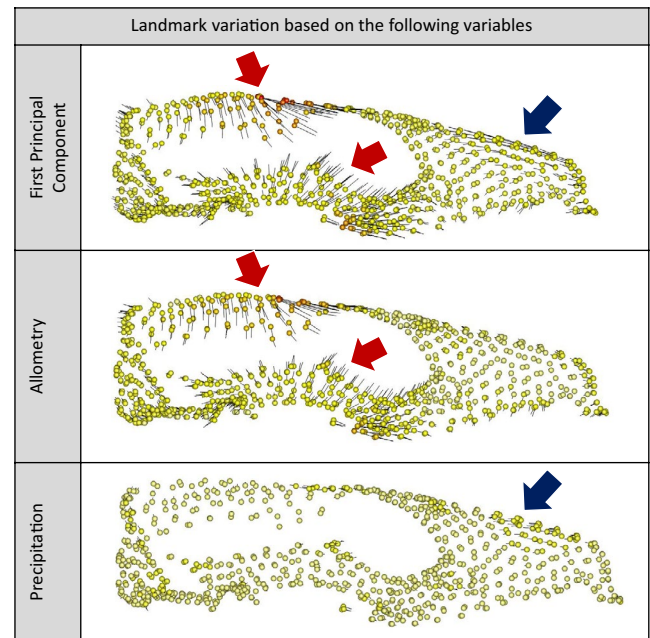 Landmark variation based on the following variables
First Principal
Component
Allometry
Precipitation